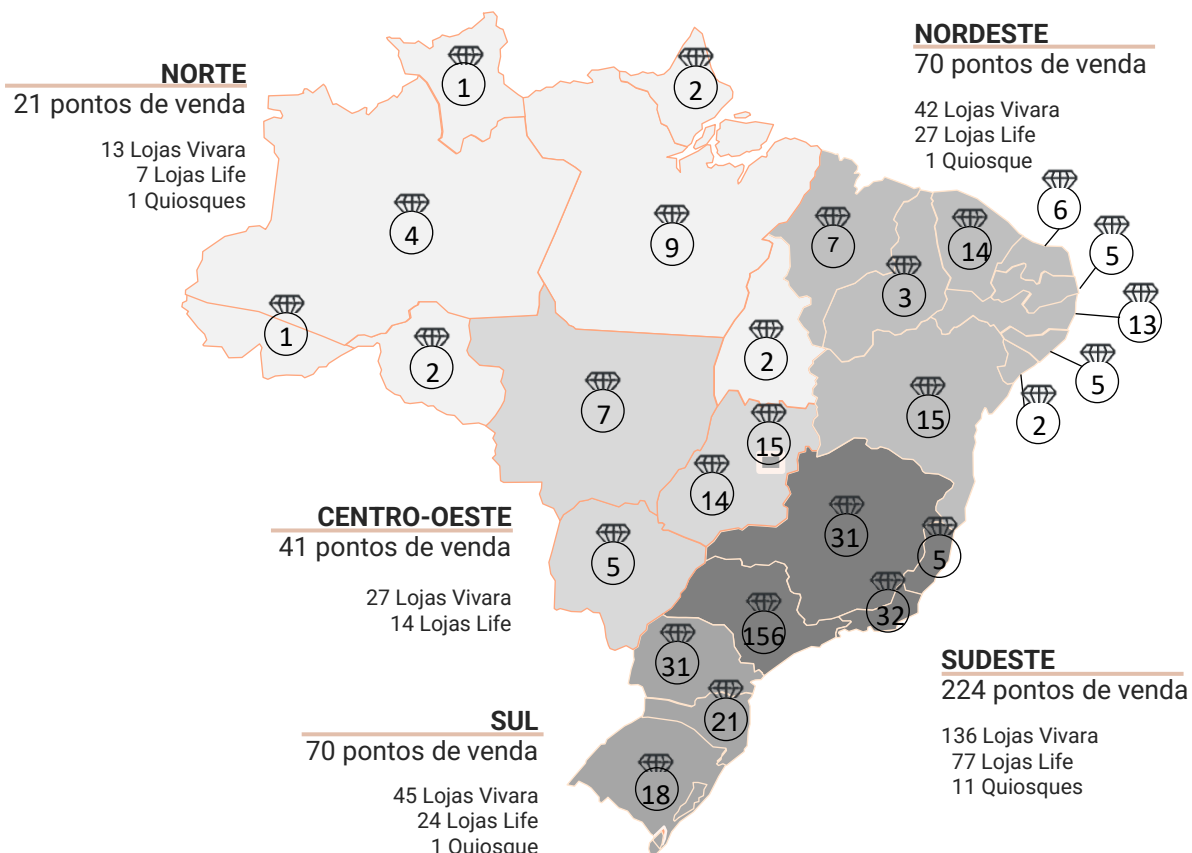 NORTE
21 pontos de venda
13 Lojas Vivara
7 Lojas Life
1 Quiosques
NORDESTE
70 pontos de venda
42 Lojas Vivara
27 Lojas Life
1 Quiosque
1
2
4
9
7
14
3
6
5
13
5
2
1
2
2
7
15
15
14
CENTRO-OESTE
41 pontos de venda
27 Lojas Vivara
14 Lojas Life
5
31
5
32
156
31
21
18
SUDESTE
224 pontos de venda
136 Lojas Vivara
77 Lojas Life
11 Quiosques
SUL
70 pontos de venda
45 Lojas Vivara
24 Lojas Life
1 Quiosque